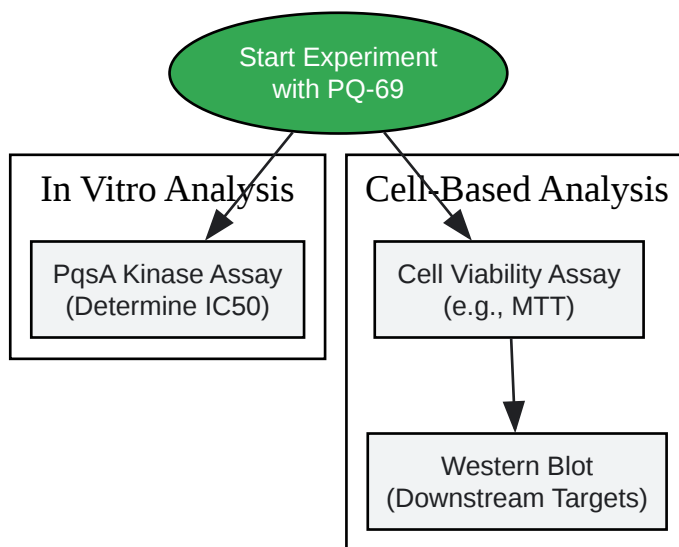 Start Experiment
with PQ-69
In Vitro Analysis
PqsA Kinase Assay
(Determine IC50)
Cell-Based Analysis
Cell Viability Assay
(e.g., MTT)
Western Blot
(Downstream Targets)